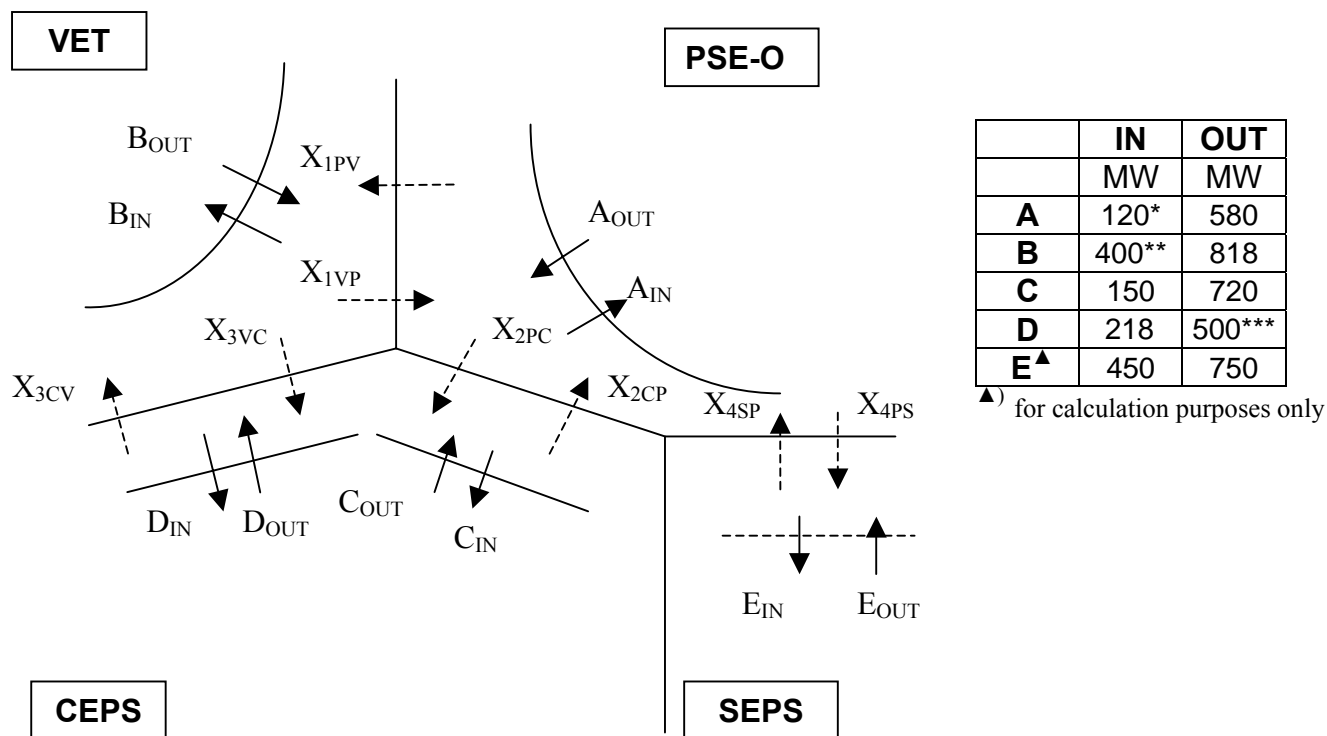 VET
PSE-O
B_OUT
X_1PV
B_IN
A_OUT
X_1VP
A_IN
X_3VC
X_2PC
X_3CV
X_2CP
X_4SP
X_4PS
D_IN
D_OUT
C_OUT
C_IN
E_IN
E_OUT
CEPS
SEPS
IN OUT
MW MW
A 120* 580
B 400** 818
C 150 720
D 218 500***
E▲ 450 750
▲) for calculation purposes only